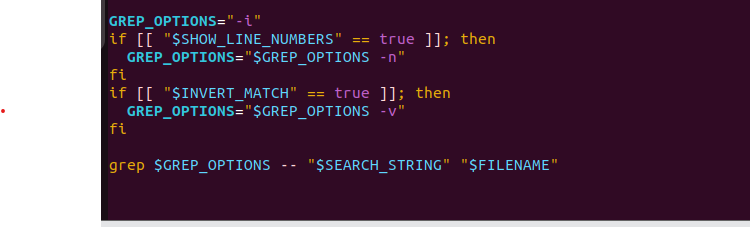 GREP_OPTIONS="-i"
if [[ "$SHOW_LINE_NUMBERS" == true ]]; then
  GREP_OPTIONS="$GREP_OPTIONS -n"
fi
if [[ "$INVERT_MATCH" == true ]]; then
  GREP_OPTIONS="$GREP_OPTIONS -v"
fi

grep $GREP_OPTIONS -- "$SEARCH_STRING" "$FILENAME"